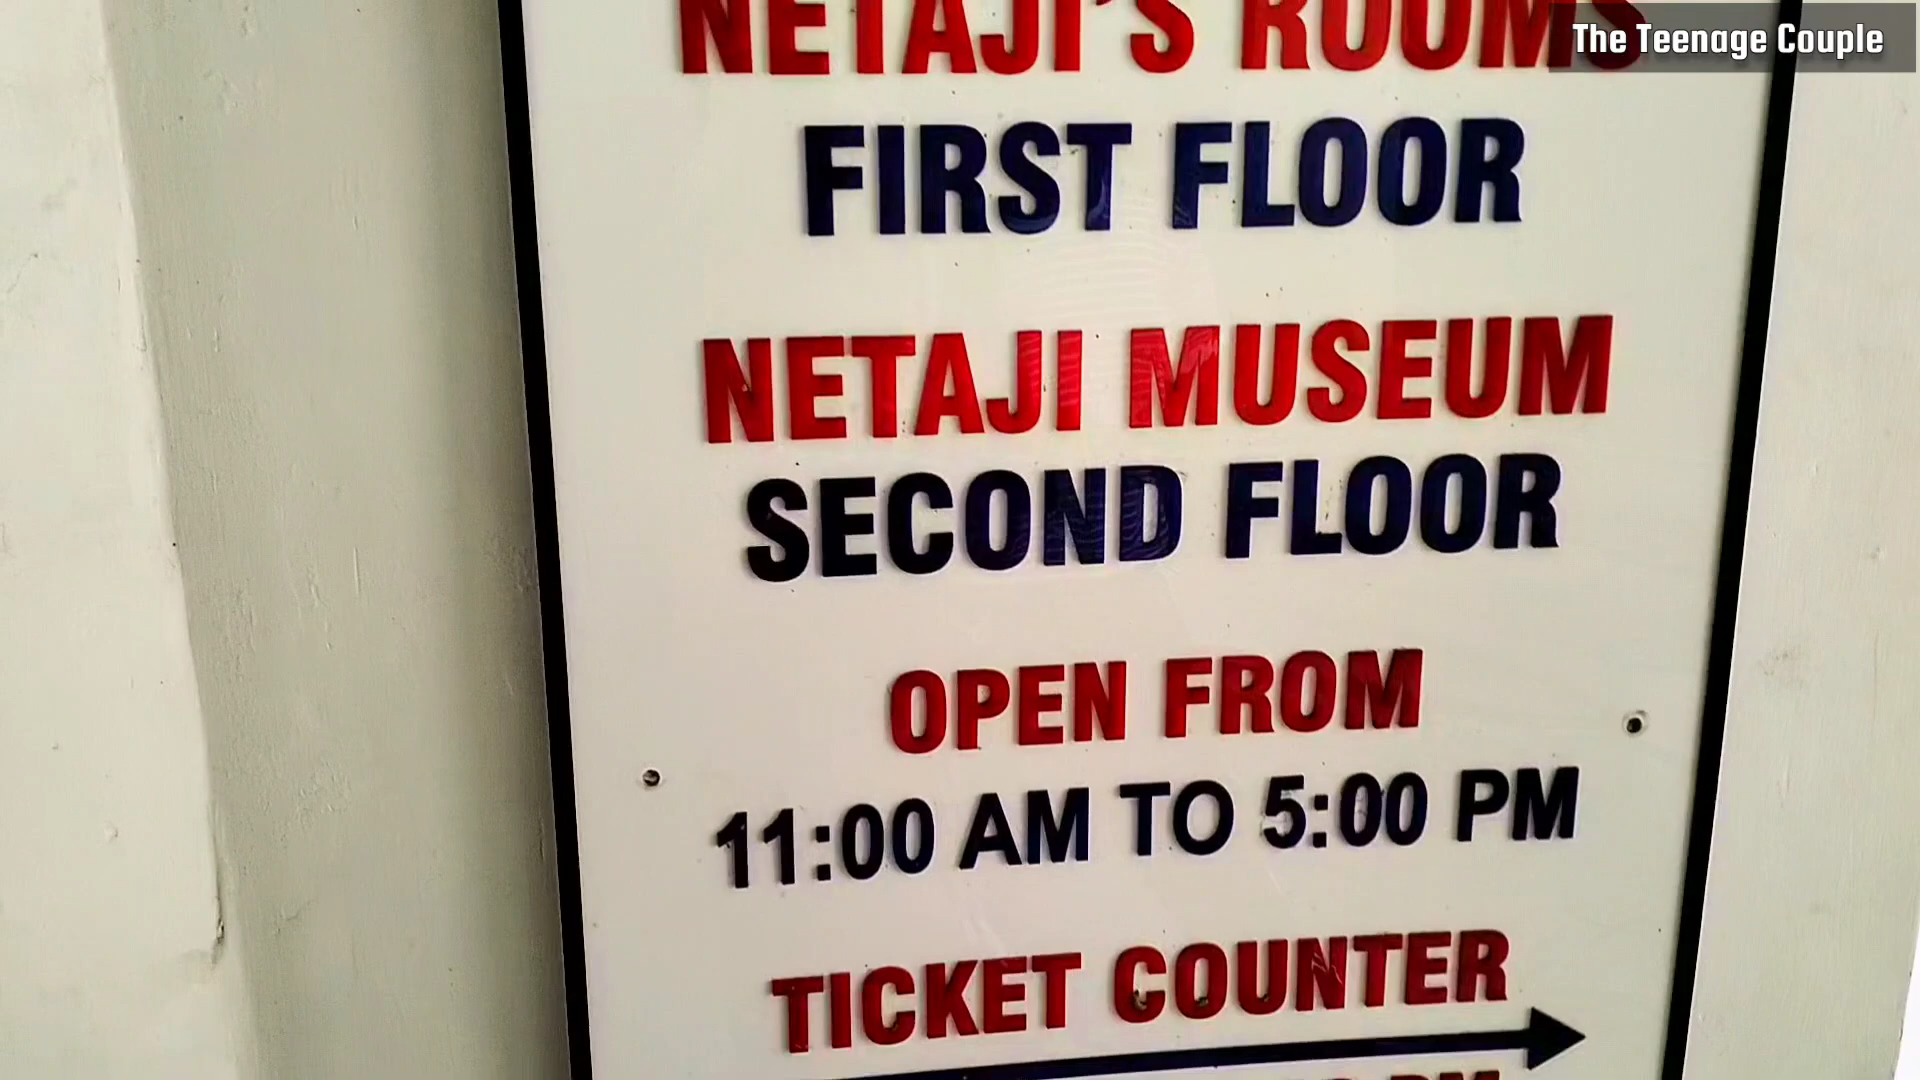 The Teenage Couple
NETAJI'S ROOMS
FIRST FLOOR
NETAJI MUSEUM
SECOND FLOOR
OPEN FROM
11:00 AM TO 5:00 PM
TICKET COUNTER
PM